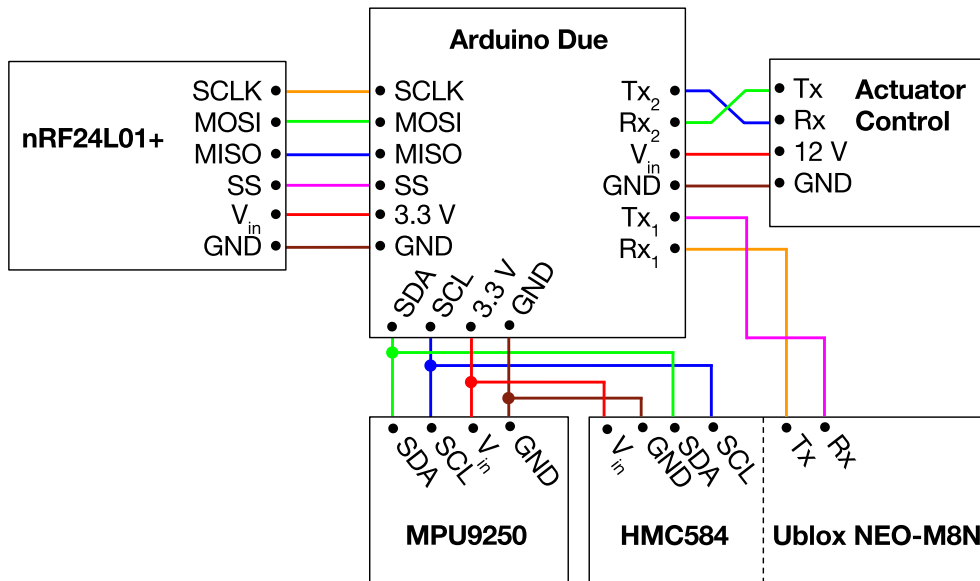 Arduino Due
nRF24L01+
SCLK
MOSI
MISO
SS
Vin
GND
SCLK
MOSI
MISO
SS
3.3 V
GND
Tx2
Rx2
Vin
GND
Tx1
Rx1
Tx
Rx
12 V
GND
Actuator
Control
SDA
SCL
3.3 V
GND
SDA
SCL
Vin
GND
MPU9250
Vin
GND
SDA
SCL
HMC584
Tx
Rx
Ublox NEO-M8N